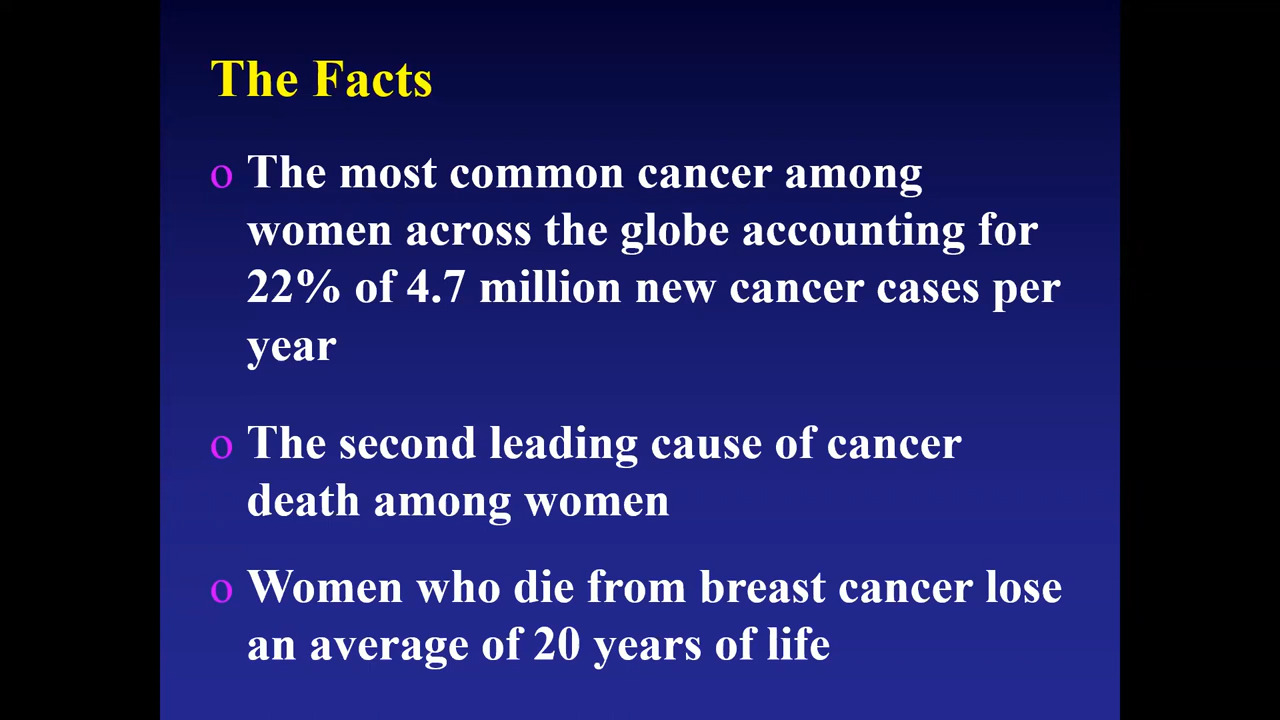 The Facts
o The most common cancer among
women across the globe accounting for
22% of 4.7 million new cancer cases per
year
o The second leading cause of cancer
death among women
o Women who die from breast cancer lose
an average of 20 years of life